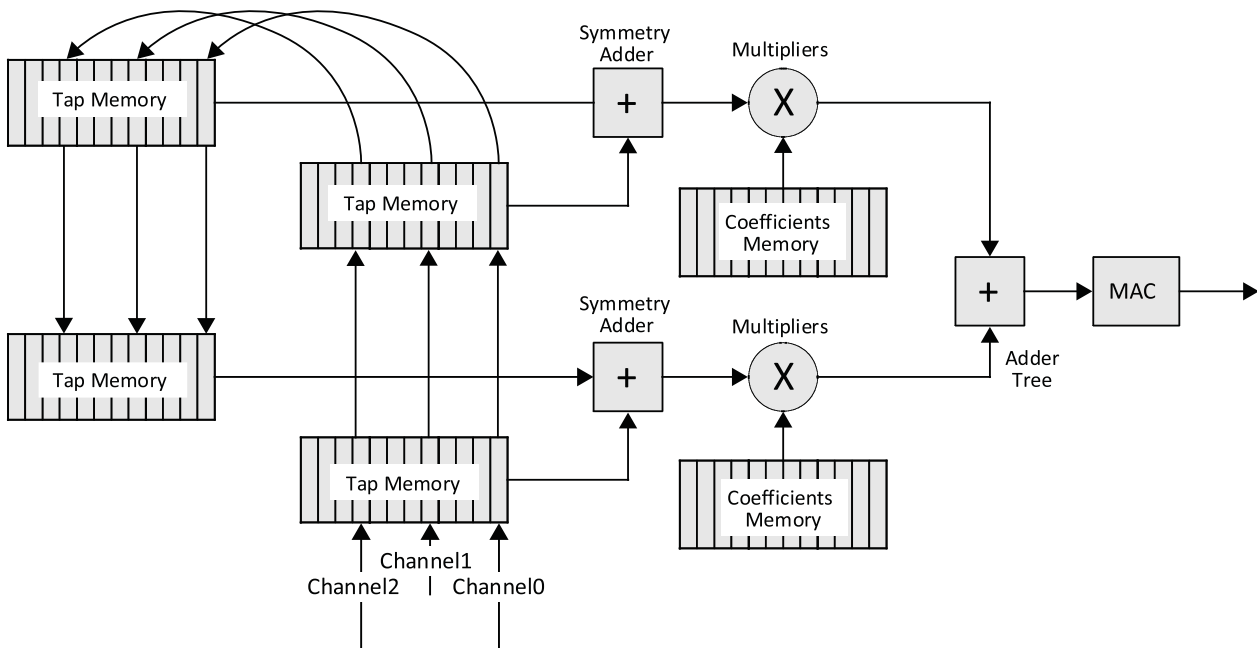 Symmetry
Adder
Multipliers
Tap Memory
+
X
Tap Memory
Coefficients
Memory
+
MAC
Symmetry
Adder
Multipliers
Adder
Tree
Tap Memory
+
X
Tap Memory
Coefficients
Memory
Channel1
Channel2
Channel0